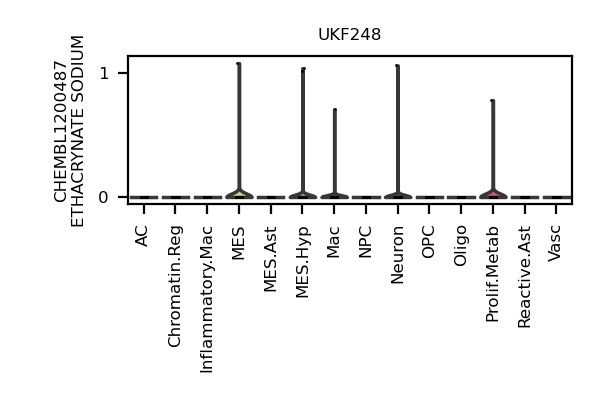 UKF248
CHEMBL1200487
ETHACRYNATE SODIUM
1
0
AC
Chromatin.Reg
Inflammatory.Mac
MES
MES.Ast
MES.Hyp
Mac
NPC
Neuron
OPC
Oligo
Prolif.Metab
Reactive.Ast
Vasc